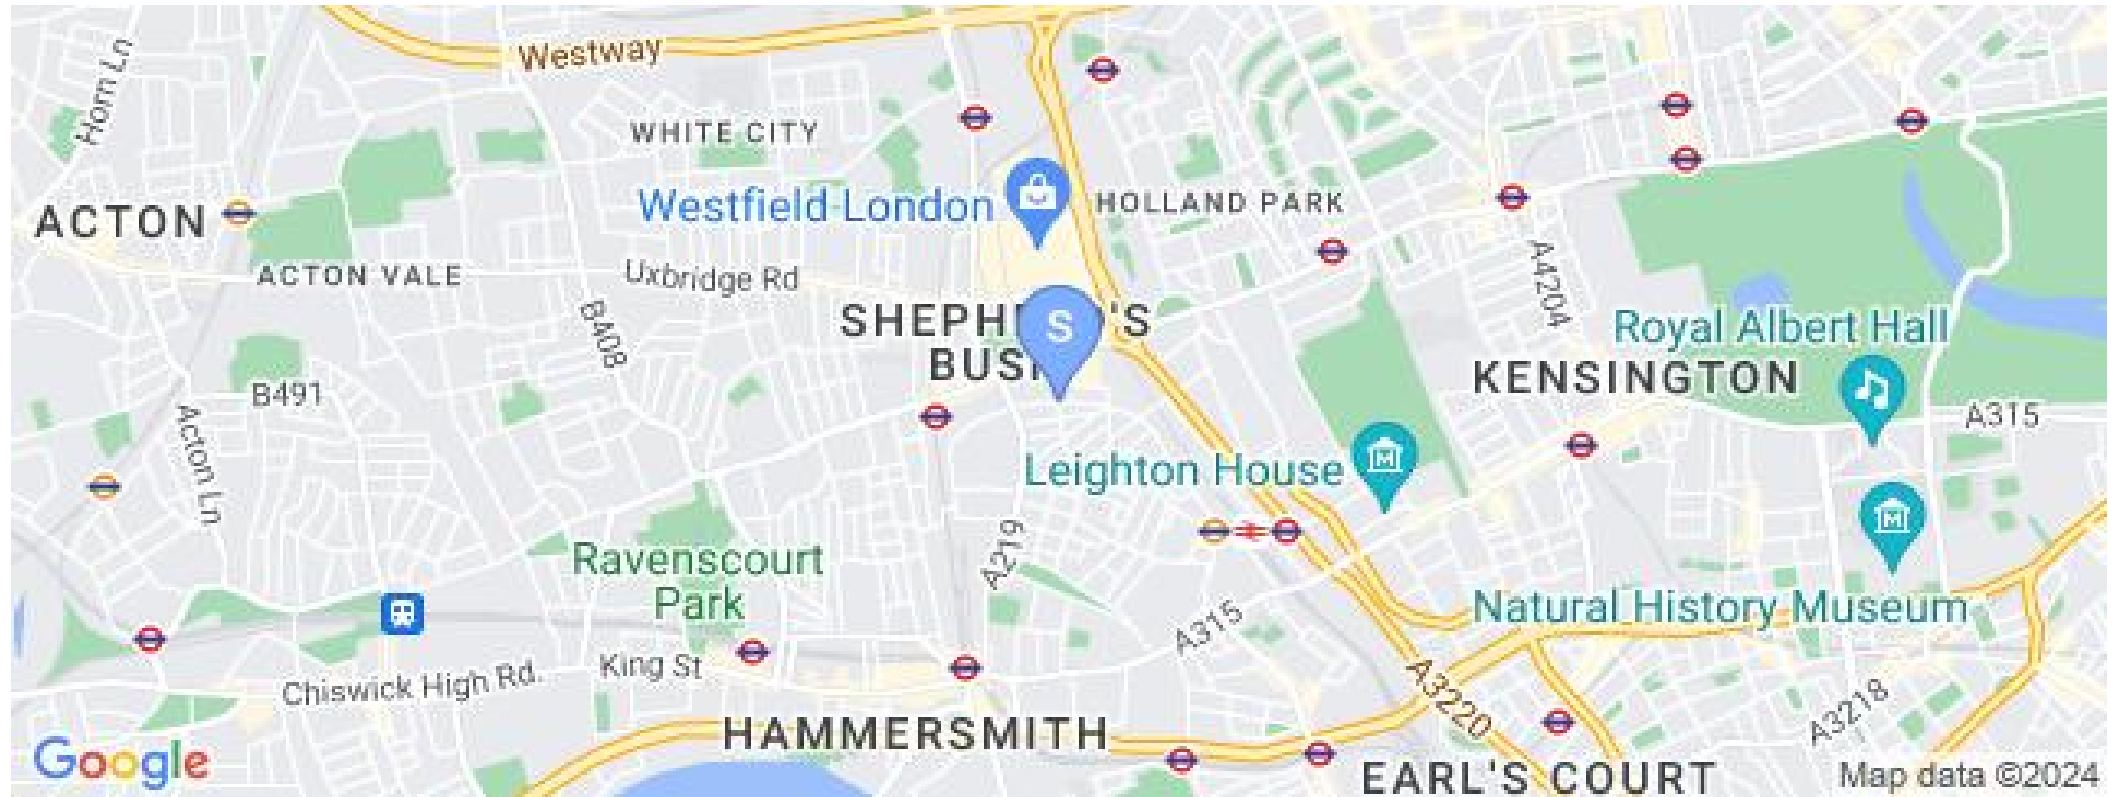 Westway
Horn Ln
WHITE CITY
Westfield London
HOLLAND PARK
ACTON
ACTON VALE
Uxbridge Rd
A4204
B408
S
Royal Albert Hall
KENSINGTON
B491
A315
Acton Ln
Leighton House
A219
Ravenscourt
Park
Natural History Museum
A315
King St
Chiswick High Rd.
A3220
A3218
HAMMERSMITH
EARL'S COURT
Google
Map data ©2024